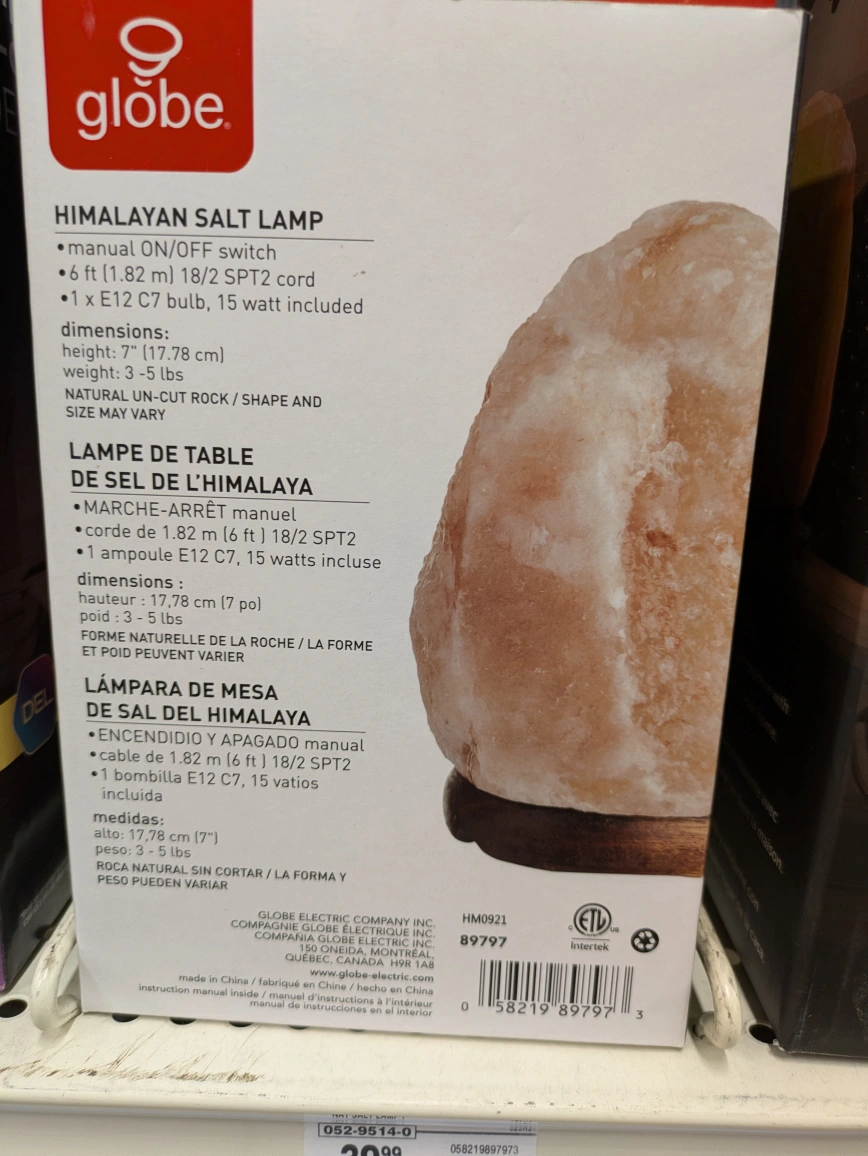 globe
HIMALAYAN SALT LAMP
•manual ON/OFF switch
•6 ft (1.82 m) 18/2 SPT2 cord
•1 x E12 C7 bulb, 15 watt included
dimensions:
height: 7" (17.78 cm)
weight: 3 -5 lbs
NATURAL UN-CUT ROCK / SHAPE AND
SIZE MAY VARY
LAMPE DE TABLE
DE SEL DE L'HIMALAYA
•MARCHE-ARRÊT manuel
•corde de 1.82 m (6 ft ) 18/2 SPT2
•1 ampoule E12 C7, 15 watts incluse
dimensions :
hauteur : 17,78 cm (7 po)
poid : 3 - 5 lbs
FORME NATURELLE DE LA ROCHE / LA FORME
ET POID PEUVENT VARIER
LÁMPARA DE MESA
DE SAL DEL HIMALAYA
•ENCENDIDIO Y APAGADO manual
•cable de 1.82 m (6 ft ) 18/2 SPT2
•1 bombilla E12 C7, 15 vatios
incluida
medidas:
alto: 17,78 cm (7")
peso: 3 - 5 lbs
ROCA NATURAL SIN CORTAR / LA FORMA Y
PESO PUEDEN VARIAR
GLOBE ELECTRIC COMPANY INC.
COMPAGNIE GLOBE ÉLECTRIQUE INC.
COMPAÑIA GLOBE ELECTRIC INC.
150 ONEIDA, MONTRÉAL,
QUÉBEC, CANADA H9R 1A8
www.globe-electric.com
made in China / fabriqué en Chine / hecho en China
instruction manual inside / manuel d'instructions à l'intérieur
manual de instrucciones en el interior
HM0921
89797
c ETL us
Intertek
0 58219 89797 3
DEL
052-9514-0
39.99
058219897973